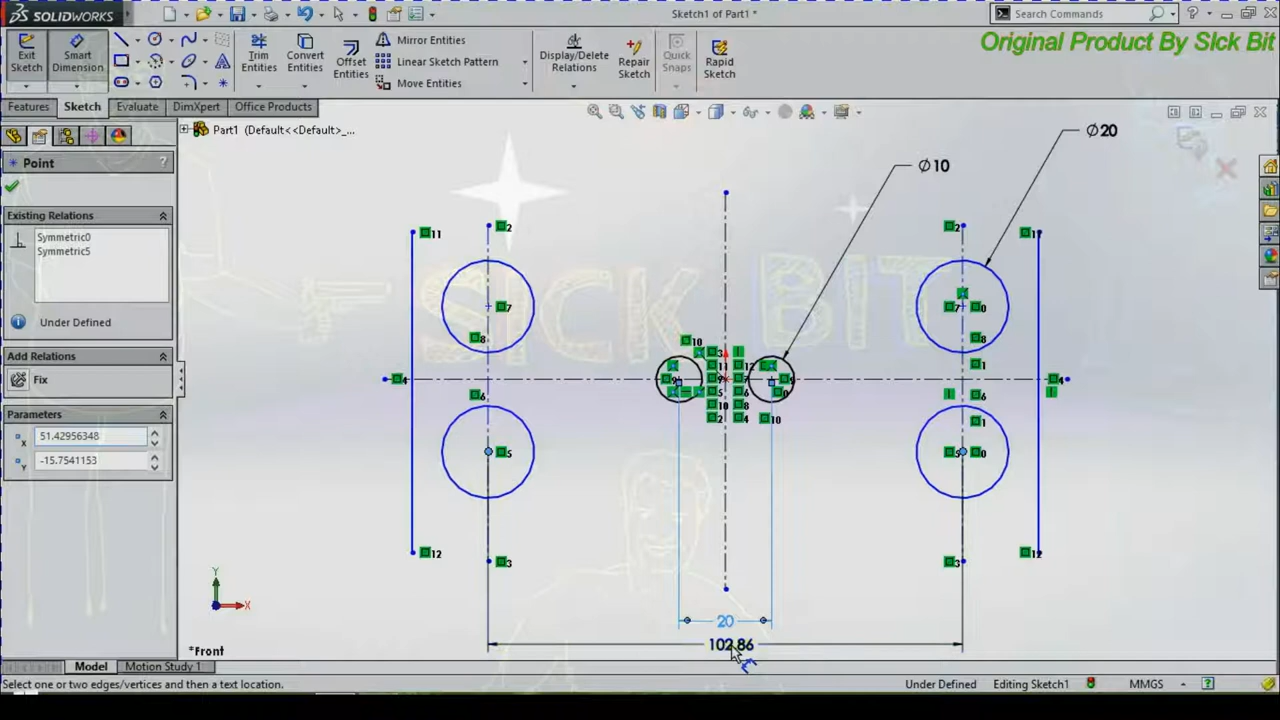 SOLIDWORKS
Sketch1 of Part1 *
Search Commands
Original Product By Sick Bit
Exit Sketch
Smart Dimension
Trim Entities
Convert Entities
Offset Entities
Mirror Entities
Linear Sketch Pattern
Move Entities
Display/Delete Relations
Repair Sketch
Quick Snaps
Rapid Sketch
Features
Sketch
Evaluate
DimXpert
Office Products
Part1 (Default<<Default>_...
Point
?
Existing Relations
Symmetric0
Symmetric5
Under Defined
Add Relations
Fix
Parameters
51.42956348
-15.7541153
SICK BIT
Ø20
Ø10
20
102.86
Y
X
*Front
Model
Motion Study 1
Select one or two edges/vertices and then a text location.
Under Defined
Editing Sketch1
MMGS